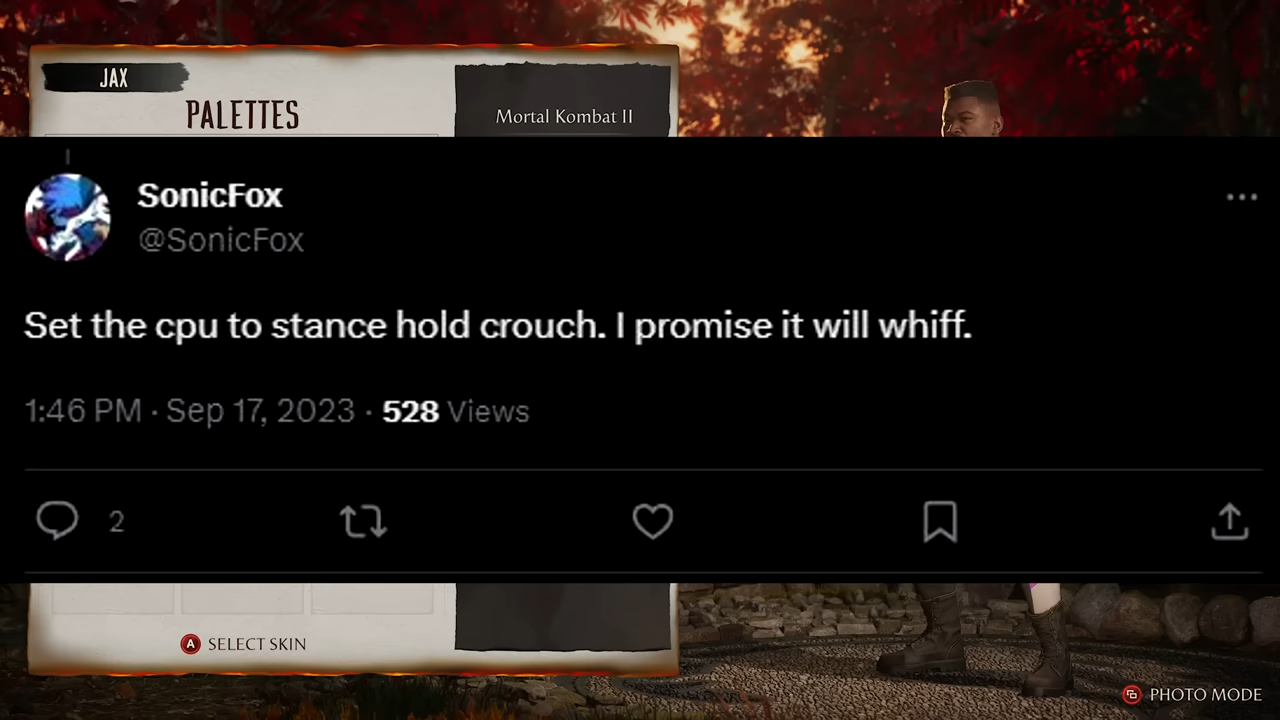 JAX
PALETTES
Mortal Kombat II
SonicFox
@SonicFox
Set the cpu to stance hold crouch. I promise it will whiff.
1:46 PM · Sep 17, 2023 · 528 Views
2
A SELECT SKIN
PHOTO MODE